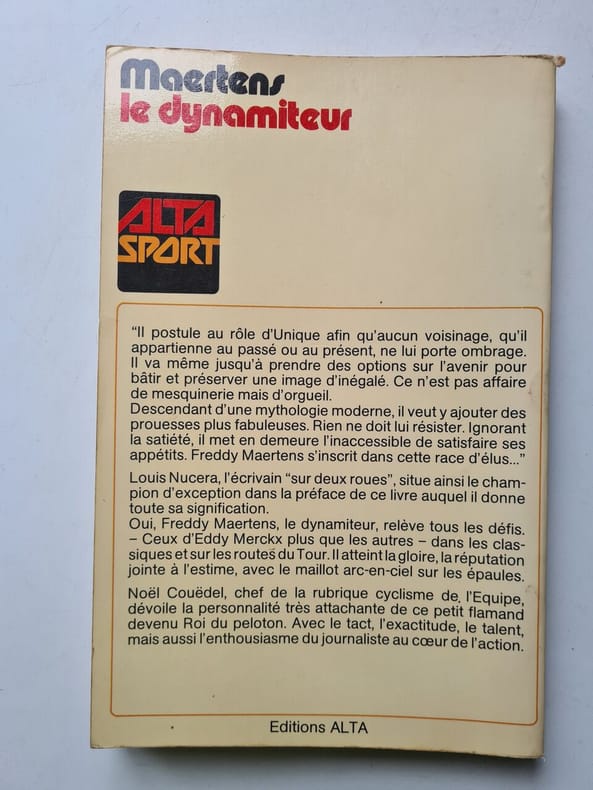 Maertens
le dynamiteur
ALTA
SPORT
“Il postule au rôle d’Unique afin qu’aucun voisinage, qu’il
appartienne au passé ou au présent, ne lui porte ombrage.
Il va même jusqu’à prendre des options sur l’avenir pour
bâtir et préserver une image d’inégalé. Ce n’est pas affaire
de mesquinerie mais d’orgueil.
Descendant d’une mythologie moderne, il veut y ajouter des
prouesses plus fabuleuses. Rien ne doit lui résister. Ignorant
la satiété, il met en demeure l’inaccessible de satisfaire ses
appétits. Freddy Maertens s’inscrit dans cette race d’élus...”
Louis Nucera, l’écrivain “sur deux roues”, situe ainsi le cham-
pion d’exception dans la préface de ce livre auquel il donne
toute sa signification.
Oui, Freddy Maertens, le dynamiteur, relève tous les défis.
– Ceux d’Eddy Merckx plus que les autres – dans les clas-
siques et sur les routes du Tour. Il atteint la gloire, la réputation
jointe à l’estime, avec le maillot arc-en-ciel sur les épaules.
Noël Couëdel, chef de la rubrique cyclisme de l’Equipe,
dévoile la personnalité très attachante de ce petit flamand
devenu Roi du peloton. Avec le tact, l’exactitude, le talent,
mais aussi l’enthousiasme du journaliste au cœur de l’action.
Editions ALTA